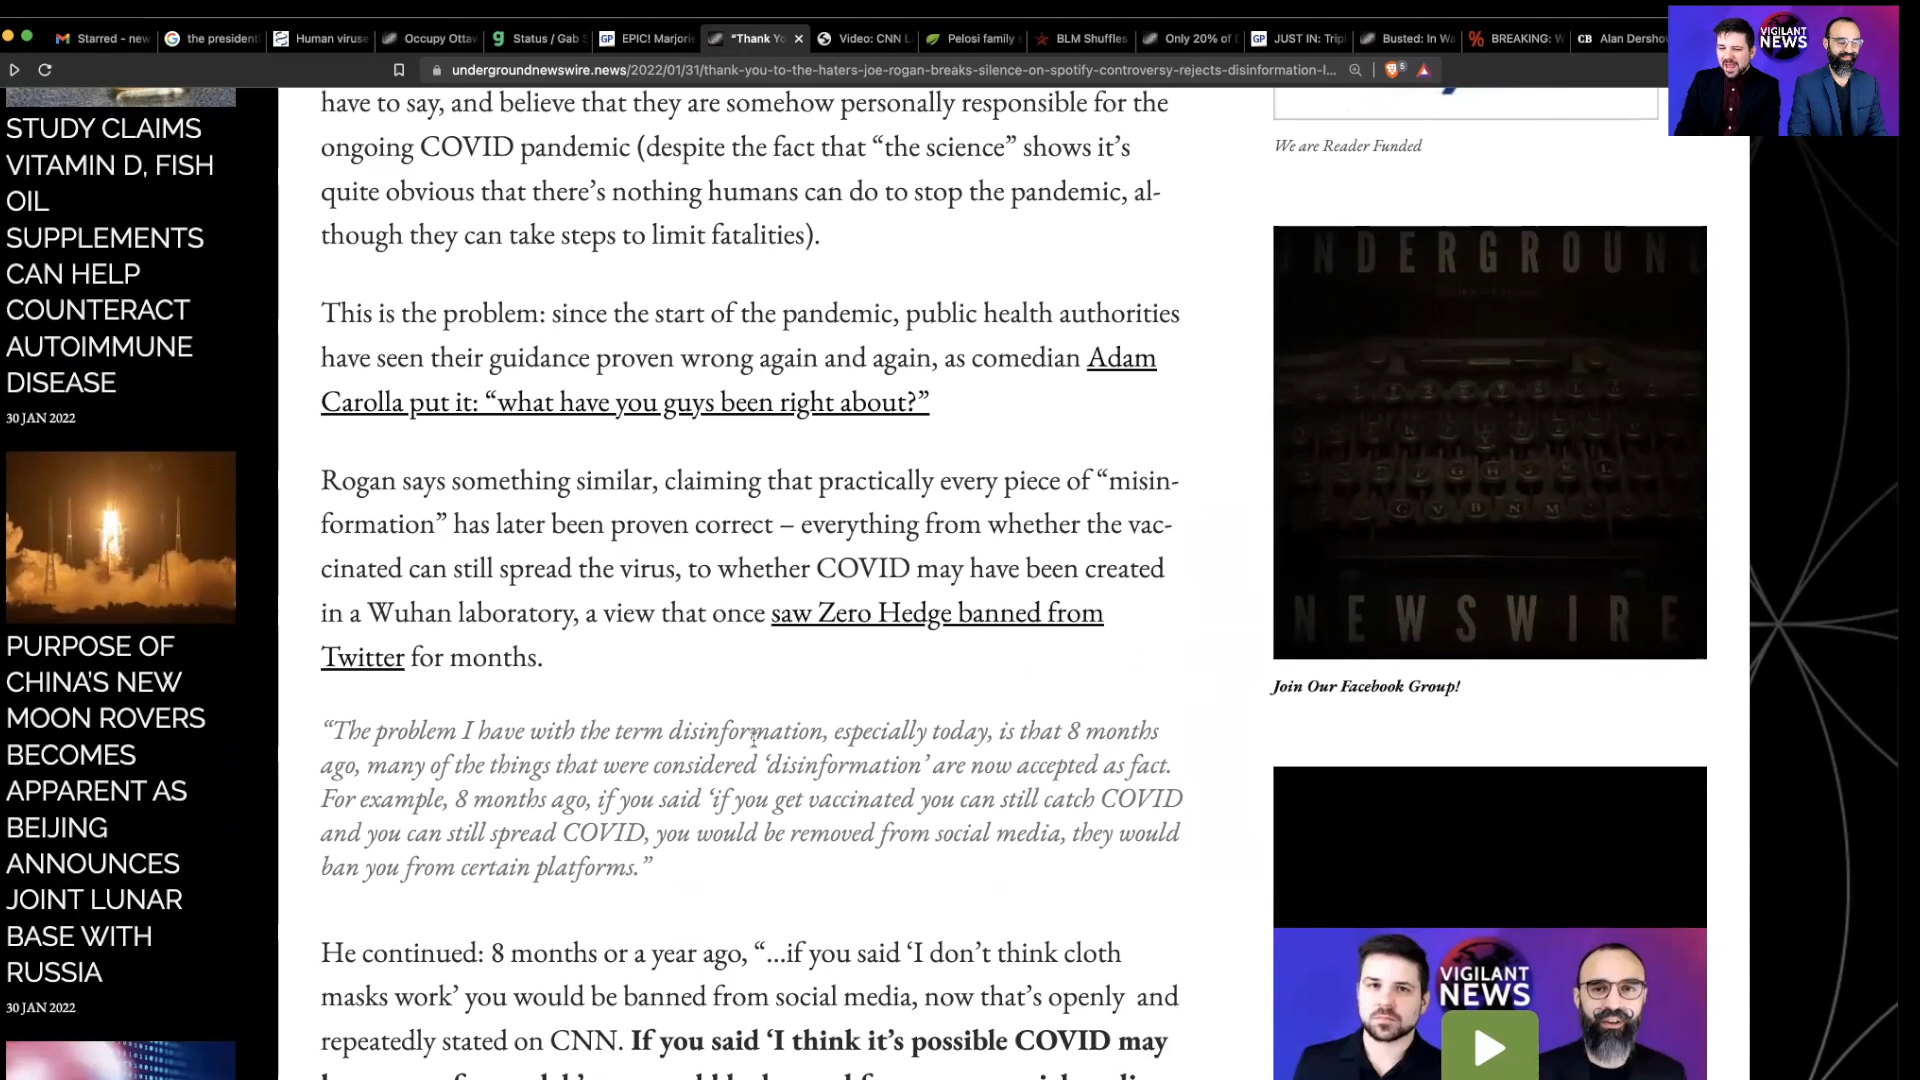 Starred - new
the president
Human viruse
Occupy Ottav
Status / Gab S
EPIC! Marjorie
"Thank Yo
Video: CNN L
Pelosi family s
BLM Shuffles
Only 20% of D
JUST IN: Tripl
Busted: In Wa
BREAKING: W
Alan Dershow
undergroundnewswire.news/2022/01/31/thank-you-to-the-haters-joe-rogan-breaks-silence-on-spotify-controversy-rejects-disinformation-l...
VIGILANT
NEWS
STUDY CLAIMS
VITAMIN D, FISH
OIL
SUPPLEMENTS
CAN HELP
COUNTERACT
AUTOIMMUNE
DISEASE
30 JAN 2022
PURPOSE OF
CHINA'S NEW
MOON ROVERS
BECOMES
APPARENT AS
BEIJING
ANNOUNCES
JOINT LUNAR
BASE WITH
RUSSIA
30 JAN 2022
have to say, and believe that they are somehow personally responsible for the
ongoing COVID pandemic (despite the fact that “the science” shows it’s
quite obvious that there’s nothing humans can do to stop the pandemic, al-
though they can take steps to limit fatalities).
This is the problem: since the start of the pandemic, public health authorities
have seen their guidance proven wrong again and again, as comedian Adam
Carolla put it: “what have you guys been right about?”
Rogan says something similar, claiming that practically every piece of “misin-
formation” has later been proven correct – everything from whether the vac-
cinated can still spread the virus, to whether COVID may have been created
in a Wuhan laboratory, a view that once saw Zero Hedge banned from
Twitter for months.
“The problem I have with the term disinformation, especially today, is that 8 months
ago, many of the things that were considered ‘disinformation’ are now accepted as fact.
For example, 8 months ago, if you said ‘if you get vaccinated you can still catch COVID
and you can still spread COVID, you would be removed from social media, they would
ban you from certain platforms.”
He continued: 8 months or a year ago, “…if you said ‘I don’t think cloth
masks work’ you would be banned from social media, now that’s openly and
repeatedly stated on CNN. If you said ‘I think it’s possible COVID may
We are Reader Funded
UNDERGROUND
NEWSWIRE
Join Our Facebook Group!
VIGILANT
NEWS